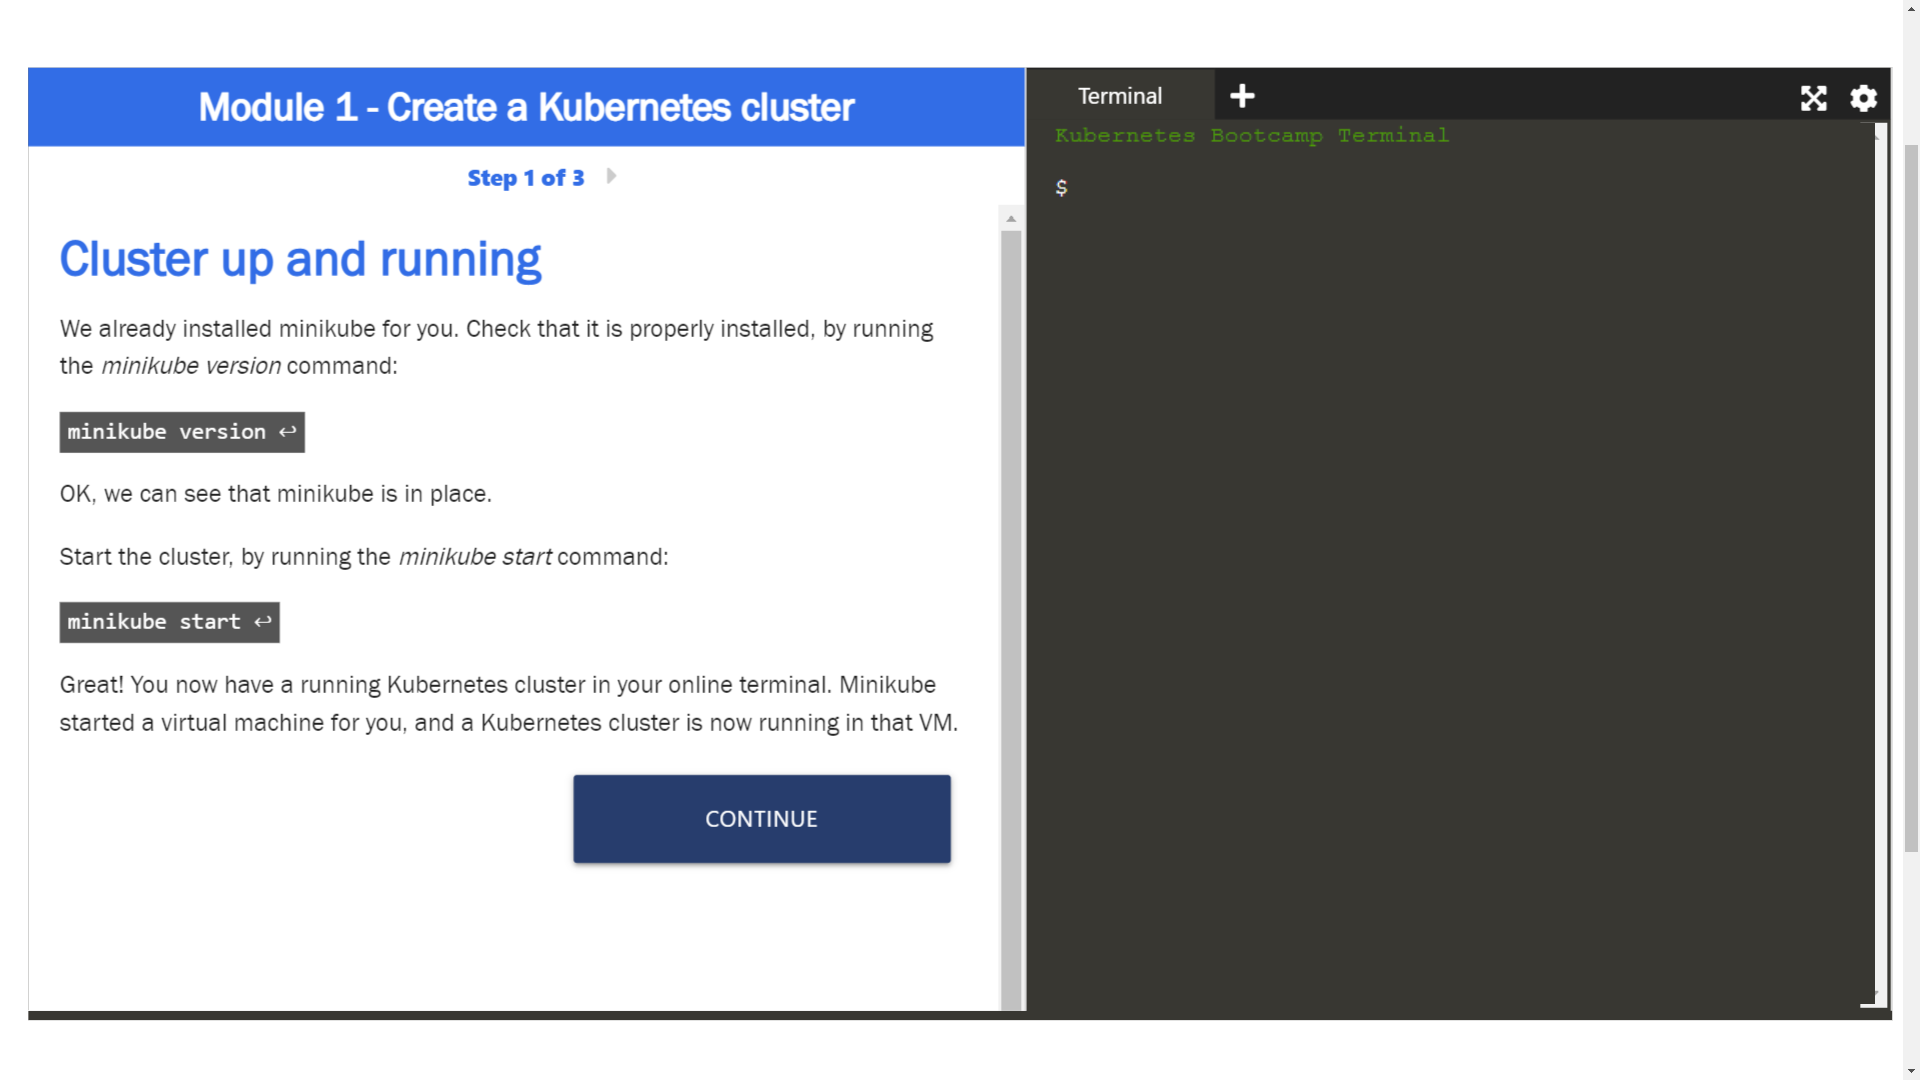 Module 1 - Create a Kubernetes cluster
Step 1 of 3
Cluster up and running
We already installed minikube for you. Check that it is properly installed, by running
the minikube version command:
minikube version ↩
OK, we can see that minikube is in place.
Start the cluster, by running the minikube start command:
minikube start ↩
Great! You now have a running Kubernetes cluster in your online terminal. Minikube
started a virtual machine for you, and a Kubernetes cluster is now running in that VM.
CONTINUE
Terminal
Kubernetes Bootcamp Terminal
$